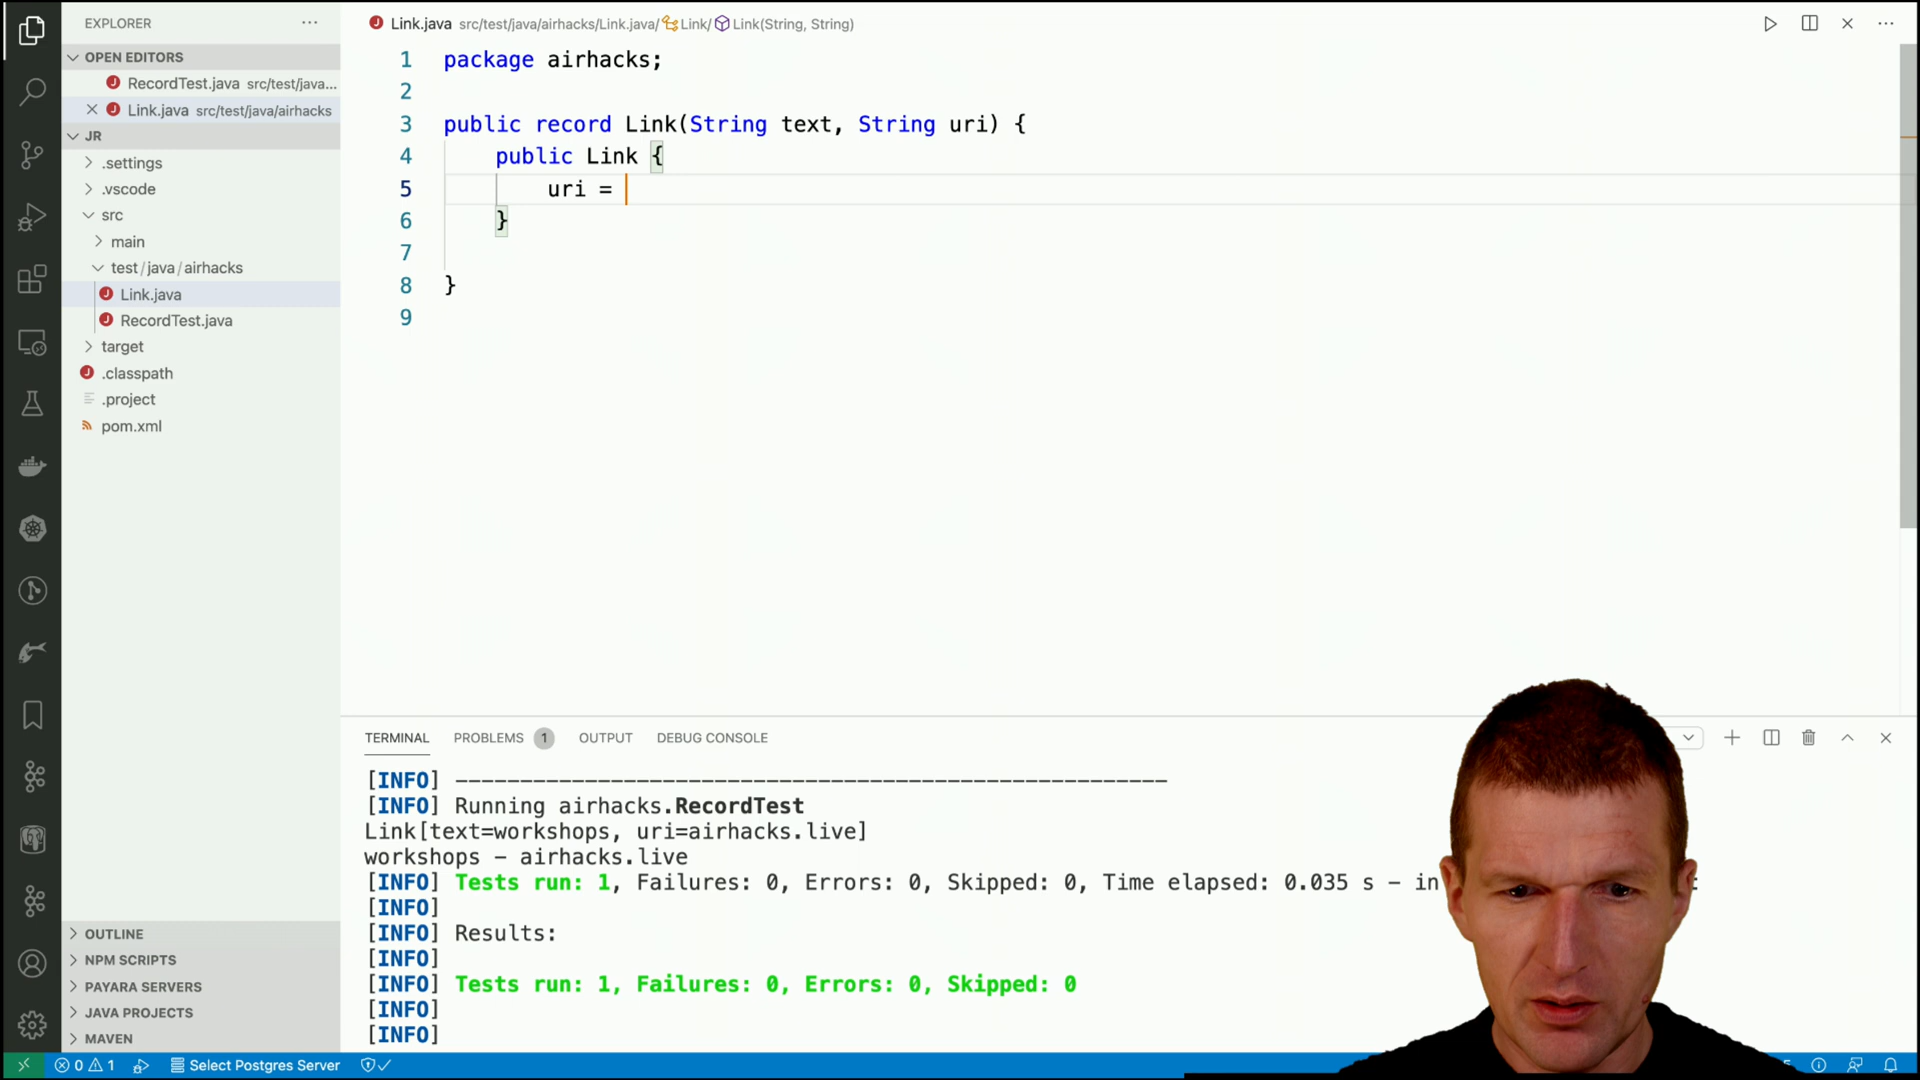 EXPLORER
OPEN EDITORS
RecordTest.java src/test/java...
Link.java src/test/java/airhacks
JR
.settings
.vscode
src
main
test/java/airhacks
Link.java
RecordTest.java
target
.classpath
.project
pom.xml
OUTLINE
NPM SCRIPTS
PAYARA SERVERS
JAVA PROJECTS
MAVEN
Link.java src/test/java/airhacks/Link.java/ Link/ Link(String, String)
1 package airhacks;
2
3 public record Link(String text, String uri) {
4 public Link {
5 uri =
6 }
7
8 }
9
TERMINAL PROBLEMS 1 OUTPUT DEBUG CONSOLE
[INFO] -------------------------------------------------------
[INFO] Running airhacks.RecordTest
Link[text=workshops, uri=airhacks.live]
workshops - airhacks.live
[INFO] Tests run: 1, Failures: 0, Errors: 0, Skipped: 0, Time elapsed: 0.035 s - in
[INFO]
[INFO] Results:
[INFO]
[INFO] Tests run: 1, Failures: 0, Errors: 0, Skipped: 0
[INFO]
[INFO]
0 1 Select Postgres Server